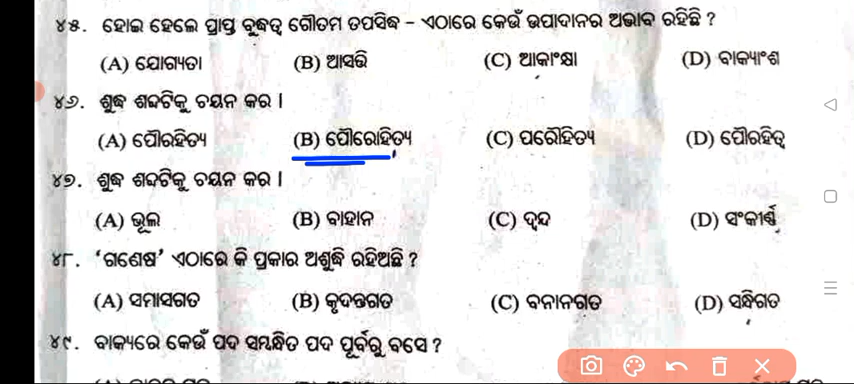 ୪୫. ହୋଇ ହେଲେ ପ୍ରାପ୍ତ ବୁଦ୍ଧତ୍ୱ ଗୌତମ ତପସିଦ୍ଧ – ଏଠାରେ କେଉଁ ଉପାଦାନର ଅଭାବ ରହିଛି ?
(A) ଯୋଗ୍ୟତା (B) ଆସତ୍ତି (C) ଆକାଂକ୍ଷା (D) ବାକ୍ୟାଂଶ
୪୬. ଶୁଦ୍ଧ ଶବ୍ଦଟିକୁ ଚୟନ କର ।
(A) ପୌରହିତ୍ୟ (B) ପୌରୋହିତ୍ୟ (C) ପରୌହିତ୍ୟ (D) ପୌରହିତ୍ୱ
୪୭. ଶୁଦ୍ଧ ଶବ୍ଦଟିକୁ ଚୟନ କର ।
(A) ଭୂଲ (B) ବାହାନ (C) ଦ୍ୱନ୍ଦ (D) ସଂକୀର୍ଣ୍ଣ
୪୮. ‘ଗଣେଷ’ ଏଠାରେ କି ପ୍ରକାର ଅଶୁଦ୍ଧି ରହିଅଛି ?
(A) ସମାସଗତ (B) କୃଦନ୍ତଗତ (C) ବନାନଗତ (D) ସନ୍ଧିଗତ
୪୯. ବାକ୍ୟରେ କେଉଁ ପଦ ସମ୍ବନ୍ଧିତ ପଦ ପୂର୍ବରୁ ବସେ ?